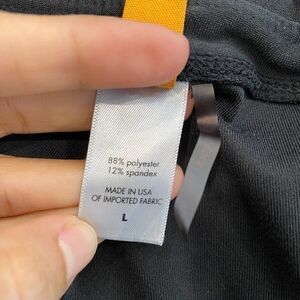 88% polyester
12% spandex
MADE IN USA
OF IMPORTED FABRIC
L